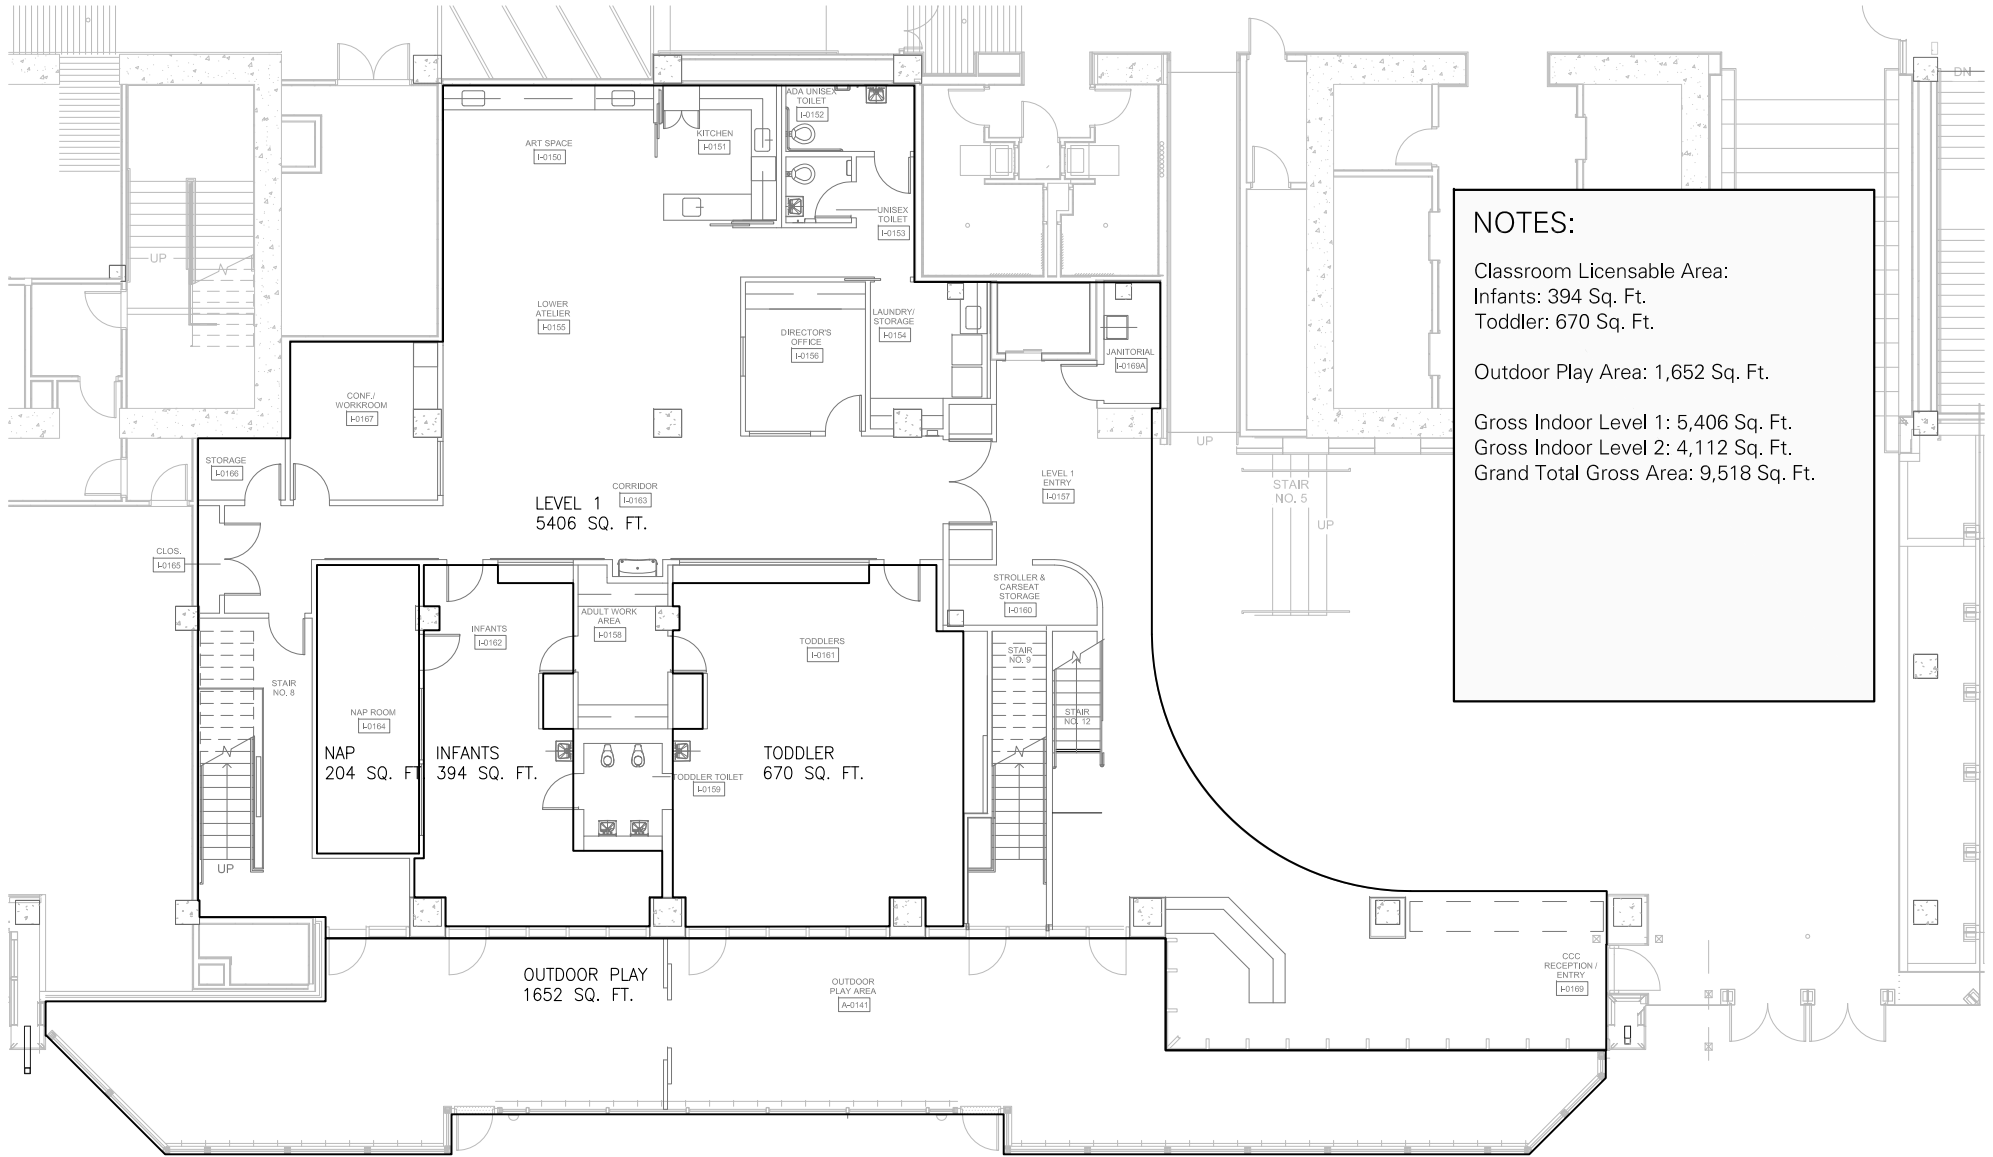 DN
ADA UNISEX
TOILET
I-0152
ART SPACE
I-0150
KITCHEN
I-0151
UNISEX
TOILET
I-0153
UP
LOWER
ATELIER
I-0155
DIRECTOR'S
OFFICE
I-0156
LAUNDRY/
STORAGE
I-0154
JANITORIAL
I-0169A
NOTES:
Classroom Licensable Area:
Infants: 394 Sq. Ft.
Toddler: 670 Sq. Ft.
Outdoor Play Area: 1,652 Sq. Ft.
Gross Indoor Level 1: 5,406 Sq. Ft.
Gross Indoor Level 2: 4,112 Sq. Ft.
Grand Total Gross Area: 9,518 Sq. Ft.
CONF./
WORKROOM
I-0167
UP
STORAGE
I-0166
CORRIDOR
I-0163
LEVEL 1
5406 SQ. FT.
LEVEL 1
ENTRY
I-0157
STAIR
NO. 5
UP
CLOS.
I-0165
STROLLER &
CARSEAT
STORAGE
I-0160
ADULT WORK
AREA
I-0158
INFANTS
I-0162
TODDLERS
I-0161
STAIR
NO. 9
STAIR
NO. 8
NAP ROOM
I-0164
STAIR
NO. 12
NAP
204 SQ. FT
INFANTS
394 SQ. FT.
TODDLER
670 SQ. FT.
TODDLER TOILET
I-0159
UP
OUTDOOR PLAY
1652 SQ. FT.
OUTDOOR
PLAY AREA
A-0141
CCC
RECEPTION /
ENTRY
I-0169